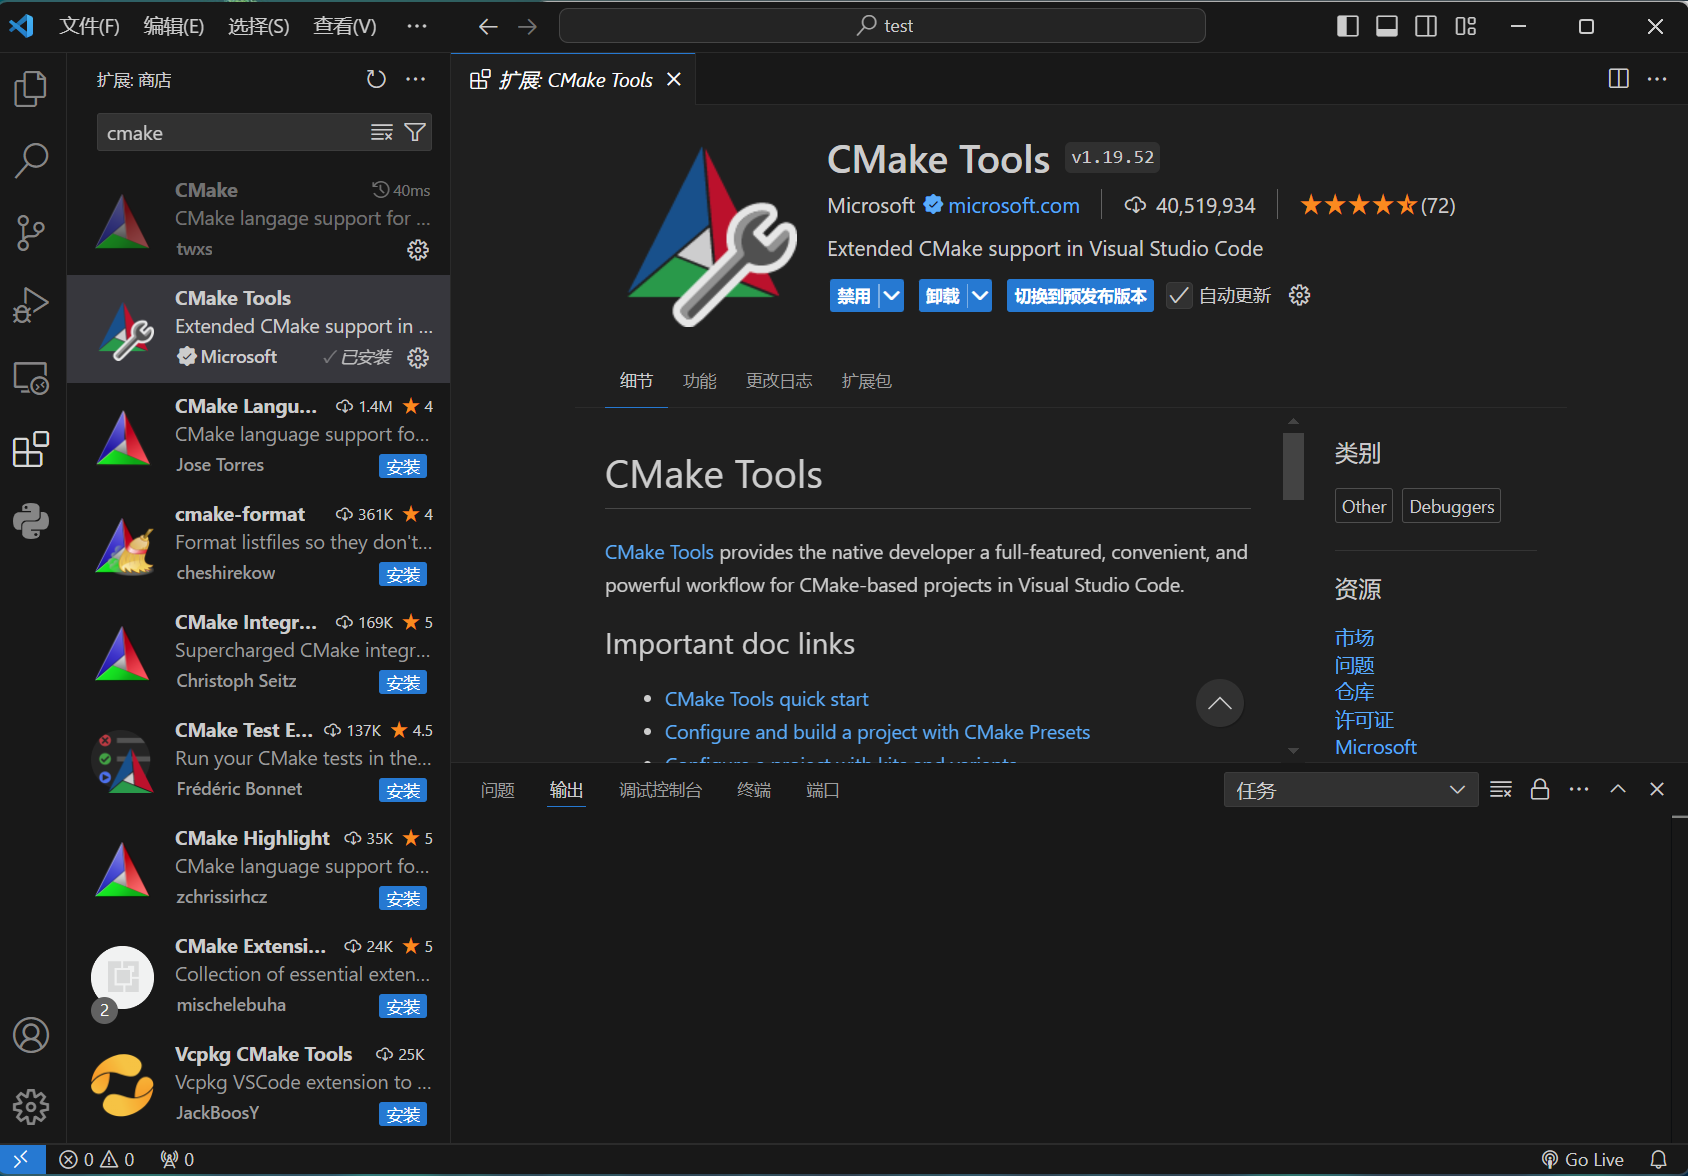 文件(F) 编辑(E) 选择(S) 查看(V) ···
test
扩展: 商店
cmake
CMake 40ms
CMake langage support for ...
twxs
CMake Tools
Extended CMake support in ...
Microsoft 已安装
CMake Langu... 1.4M 4
CMake language support fo...
Jose Torres 安装
cmake-format 361K 4
Format listfiles so they don't...
cheshirekow 安装
CMake Integr... 169K 5
Supercharged CMake integr...
Christoph Seitz 安装
CMake Test E... 137K 4.5
Run your CMake tests in the...
Frédéric Bonnet 安装
CMake Highlight 35K 5
CMake language support fo...
zchrissirhcz 安装
CMake Extensi... 24K 5
Collection of essential exten...
2
mischelebuha 安装
Vcpkg CMake Tools 25K
Vcpkg VSCode extension to ...
JackBoosY 安装
扩展: CMake Tools
CMake Tools v1.19.52
Microsoft microsoft.com 40,519,934 (72)
Extended CMake support in Visual Studio Code
禁用 卸载 切换到预发布版本 自动更新
细节 功能 更改日志 扩展包
CMake Tools
CMake Tools provides the native developer a full-featured, convenient, and
powerful workflow for CMake-based projects in Visual Studio Code.
Important doc links
• CMake Tools quick start
• Configure and build a project with CMake Presets
• Configure a project with kits and variants
类别
Other Debuggers
资源
市场
问题
仓库
许可证
Microsoft
问题 输出 调试控制台 终端 端口
任务
0 0 0
Go Live